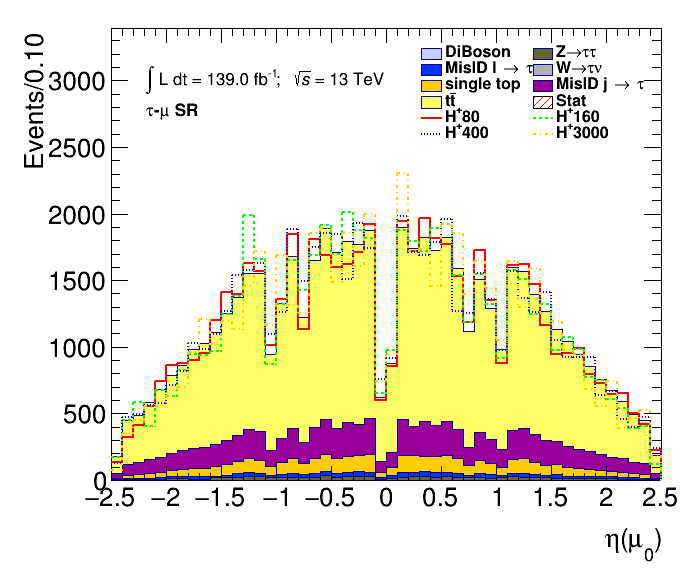 Events/0.10
3000
2500
2000
1500
1000
500
0
∫ L dt = 139.0 fb⁻¹; √s = 13 TeV
τ-μ SR
DiBoson Z→ττ
MisID l → τ W→τν
single top MisID j → τ
tt̄ Stat
H⁺80 H⁺160
H⁺400 H⁺3000
−2.5 −2 −1.5 −1 −0.5 0 0.5 1 1.5 2 2.5
η(μ₀)